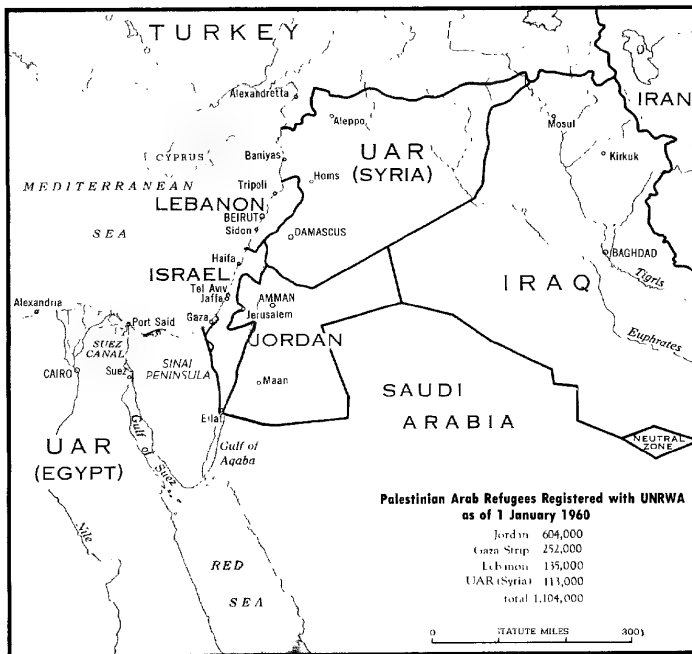 TURKEY
Alexandretta
IRAN
Aleppo
Mosul
CYPRUS
Baniyas
UAR
(SYRIA)
Kirkuk
MEDITERRANEAN
SEA
Homs
Tripoli
LEBANON
BEIRUT
Sidon
DAMASCUS
Haifa
BAGHDAD
ISRAEL
IRAQ
Tigris
Tel Aviv
Jaffa
AMMAN
Jerusalem
Alexandria
Port Said
Gaza
Euphrates
SUEZ
CANAL
JORDAN
SINAI
PENINSULA
CAIRO
Suez
Maan
SAUDI
ARABIA
Eilat
Gulf of
Aqaba
Gulf of Suez
UAR
(EGYPT)
NEUTRAL
ZONE
Nile
RED
SEA
Palestinian Arab Refugees Registered with UNRWA
as of 1 January 1960
Jordan 604,000
Gaza Strip 252,000
Lebanon 135,000
UAR (Syria) 113,000
total 1,104,000
0 STATUTE MILES 300